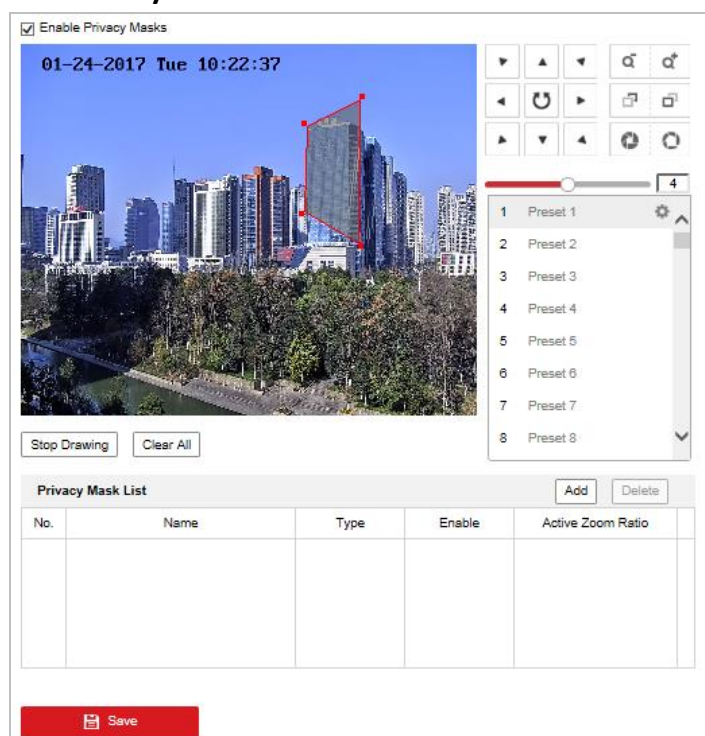 Enable Privacy Masks
01-24-2017 Tue 10:22:37
4
1 Preset 1
2 Preset 2
3 Preset 3
4 Preset 4
5 Preset 5
6 Preset 6
7 Preset 7
8 Preset 8
Stop Drawing Clear All
Privacy Mask List Add Delete
No. Name Type Enable Active Zoom Ratio
Save